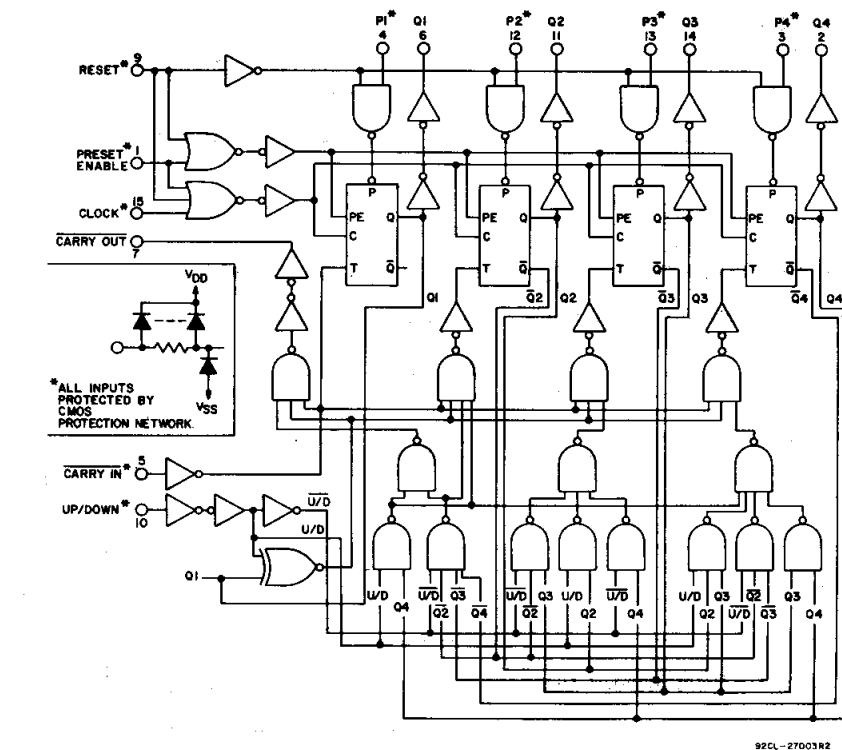 P1* Q1 P2* Q2 P3* Q3 P4* Q4
4 6 12 11 13 14 3 2
RESET* 9
PRESET* 1
ENABLE
CLOCK* 15
CARRY OUT
7
P P P P
PE Q PE Q PE Q PE Q
C C C C
T Q̅ T Q̅ T Q̅ T Q̅
Q1 Q̅2 Q2 Q̅3 Q3 Q̅4 Q4
VDD
VSS
*ALL INPUTS
PROTECTED BY
CMOS
PROTECTION NETWORK.
C̅A̅R̅R̅Y̅ I̅N̅* 5
UP/DOWN* 10
U̅/̅D̅
U/D
Q1
U/D Q4 U̅/̅D̅ Q̅2 Q̅3 Q̅4 U̅/̅D̅ Q̅2 Q3 U/D Q2 U̅/̅D̅ Q4 U/D Q2 Q3 U̅/̅D̅ Q̅2 Q̅3 Q3 Q4
92CL-27003R2